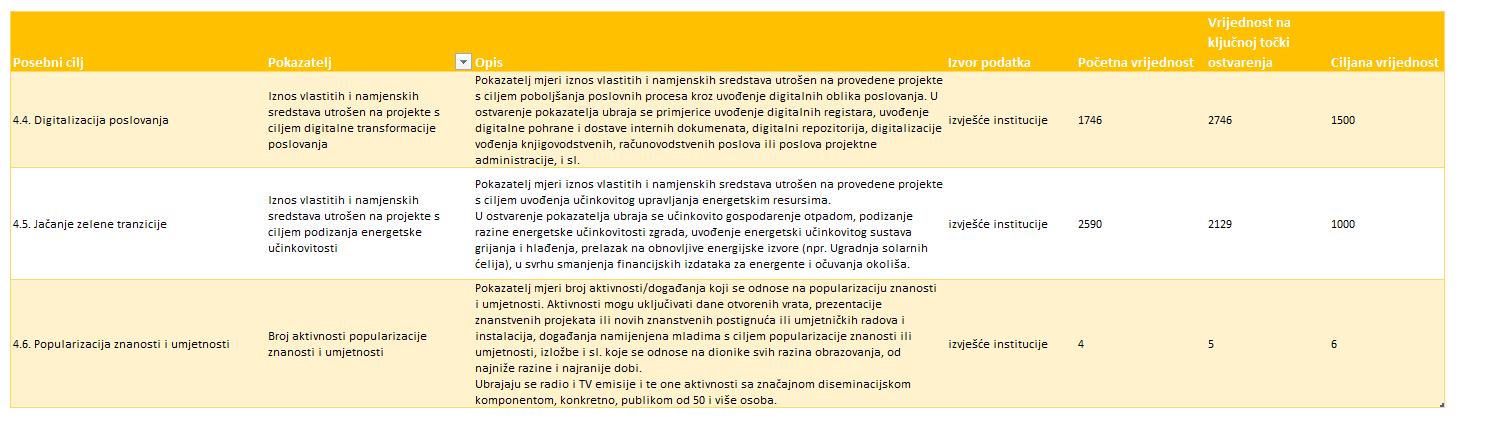 Posebni cilj
Pokazatelj
Opis
Izvor podatka
Početna vrijednost
Vrijednost na
ključnoj točki
ostvarenja
Ciljana vrijednost
4.4. Digitalizacija poslovanja
Iznos vlastitih i namjenskih
sredstava utrošen na projekte s
ciljem digitalne transformacije
poslovanja
Pokazatelj mjeri iznos vlastitih i namjenskih sredstava utrošen na provedene projekte
s ciljem poboljšanja poslovnih procesa kroz uvođenje digitalnih oblika poslovanja. U
ostvarenje pokazatelja ubraja se primjerice uvođenje digitalnih registara, uvođenje
digitalne pohrane i dostave internih dokumenata, digitalni repozitorija, digitalizacije
vođenja knjigovodstvenih, računovodstvenih poslova ili poslova projektne
administracije, i sl.
izvješće institucije
1746
2746
1500
4.5. Jačanje zelene tranzicije
Iznos vlastitih i namjenskih
sredstava utrošen na projekte s
ciljem podizanja energetske
učinkovitosti
Pokazatelj mjeri iznos vlastitih i namjenskih sredstava utrošen na provedene projekte
s ciljem uvođenja učinkovitog upravljanja energetskim resursima.
U ostvarenje pokazatelja ubraja se učinkovito gospodarenje otpadom, podizanje
razine energetske učinkovitosti zgrada, uvođenje energetski učinkovitog sustava
grijanja i hlađenja, prelazak na obnovljive energijske izvore (npr. Ugradnja solarnih
ćelija), u svrhu smanjenja financijskih izdataka za energente i očuvanja okoliša.
izvješće institucije
2590
2129
1000
4.6. Popularizacija znanosti i umjetnosti
Broj aktivnosti popularizacije
znanosti i umjetnosti
Pokazatelj mjeri broj aktivnosti/događanja koji se odnose na popularizaciju znanosti
i umjetnosti. Aktivnosti mogu uključivati dane otvorenih vrata, prezentacije
znanstvenih projekata ili novih znanstvenih postignuća ili umjetničkih radova i
instalacija, događanja namijenjena mladima s ciljem popularizacije znanosti ili
umjetnosti, izložbe i sl. koje se odnose na dionike svih razina obrazovanja, od
najniže razine i najranije dobi.
Ubrajaju se radio i TV emisije i te one aktivnosti sa značajnom diseminacijskom
komponentom, konkretno, publikom od 50 i više osoba.
izvješće institucije
4
5
6